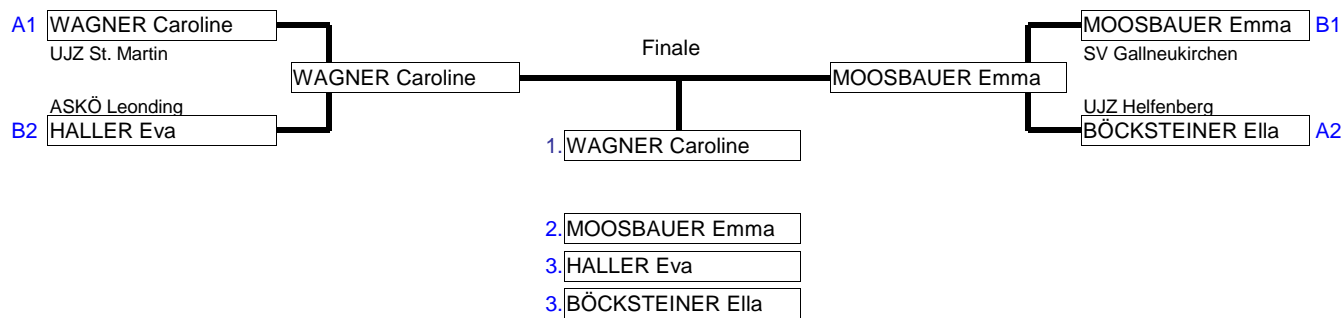 A1 WAGNER Caroline
UJZ St. Martin
WAGNER Caroline
ASKÖ Leonding
B2 HALLER Eva
Finale
MOOSBAUER Emma B1
SV Gallneukirchen
MOOSBAUER Emma
UJZ Helfenberg
BÖCKSTEINER Ella A2
1. WAGNER Caroline
2. MOOSBAUER Emma
3. HALLER Eva
3. BÖCKSTEINER Ella